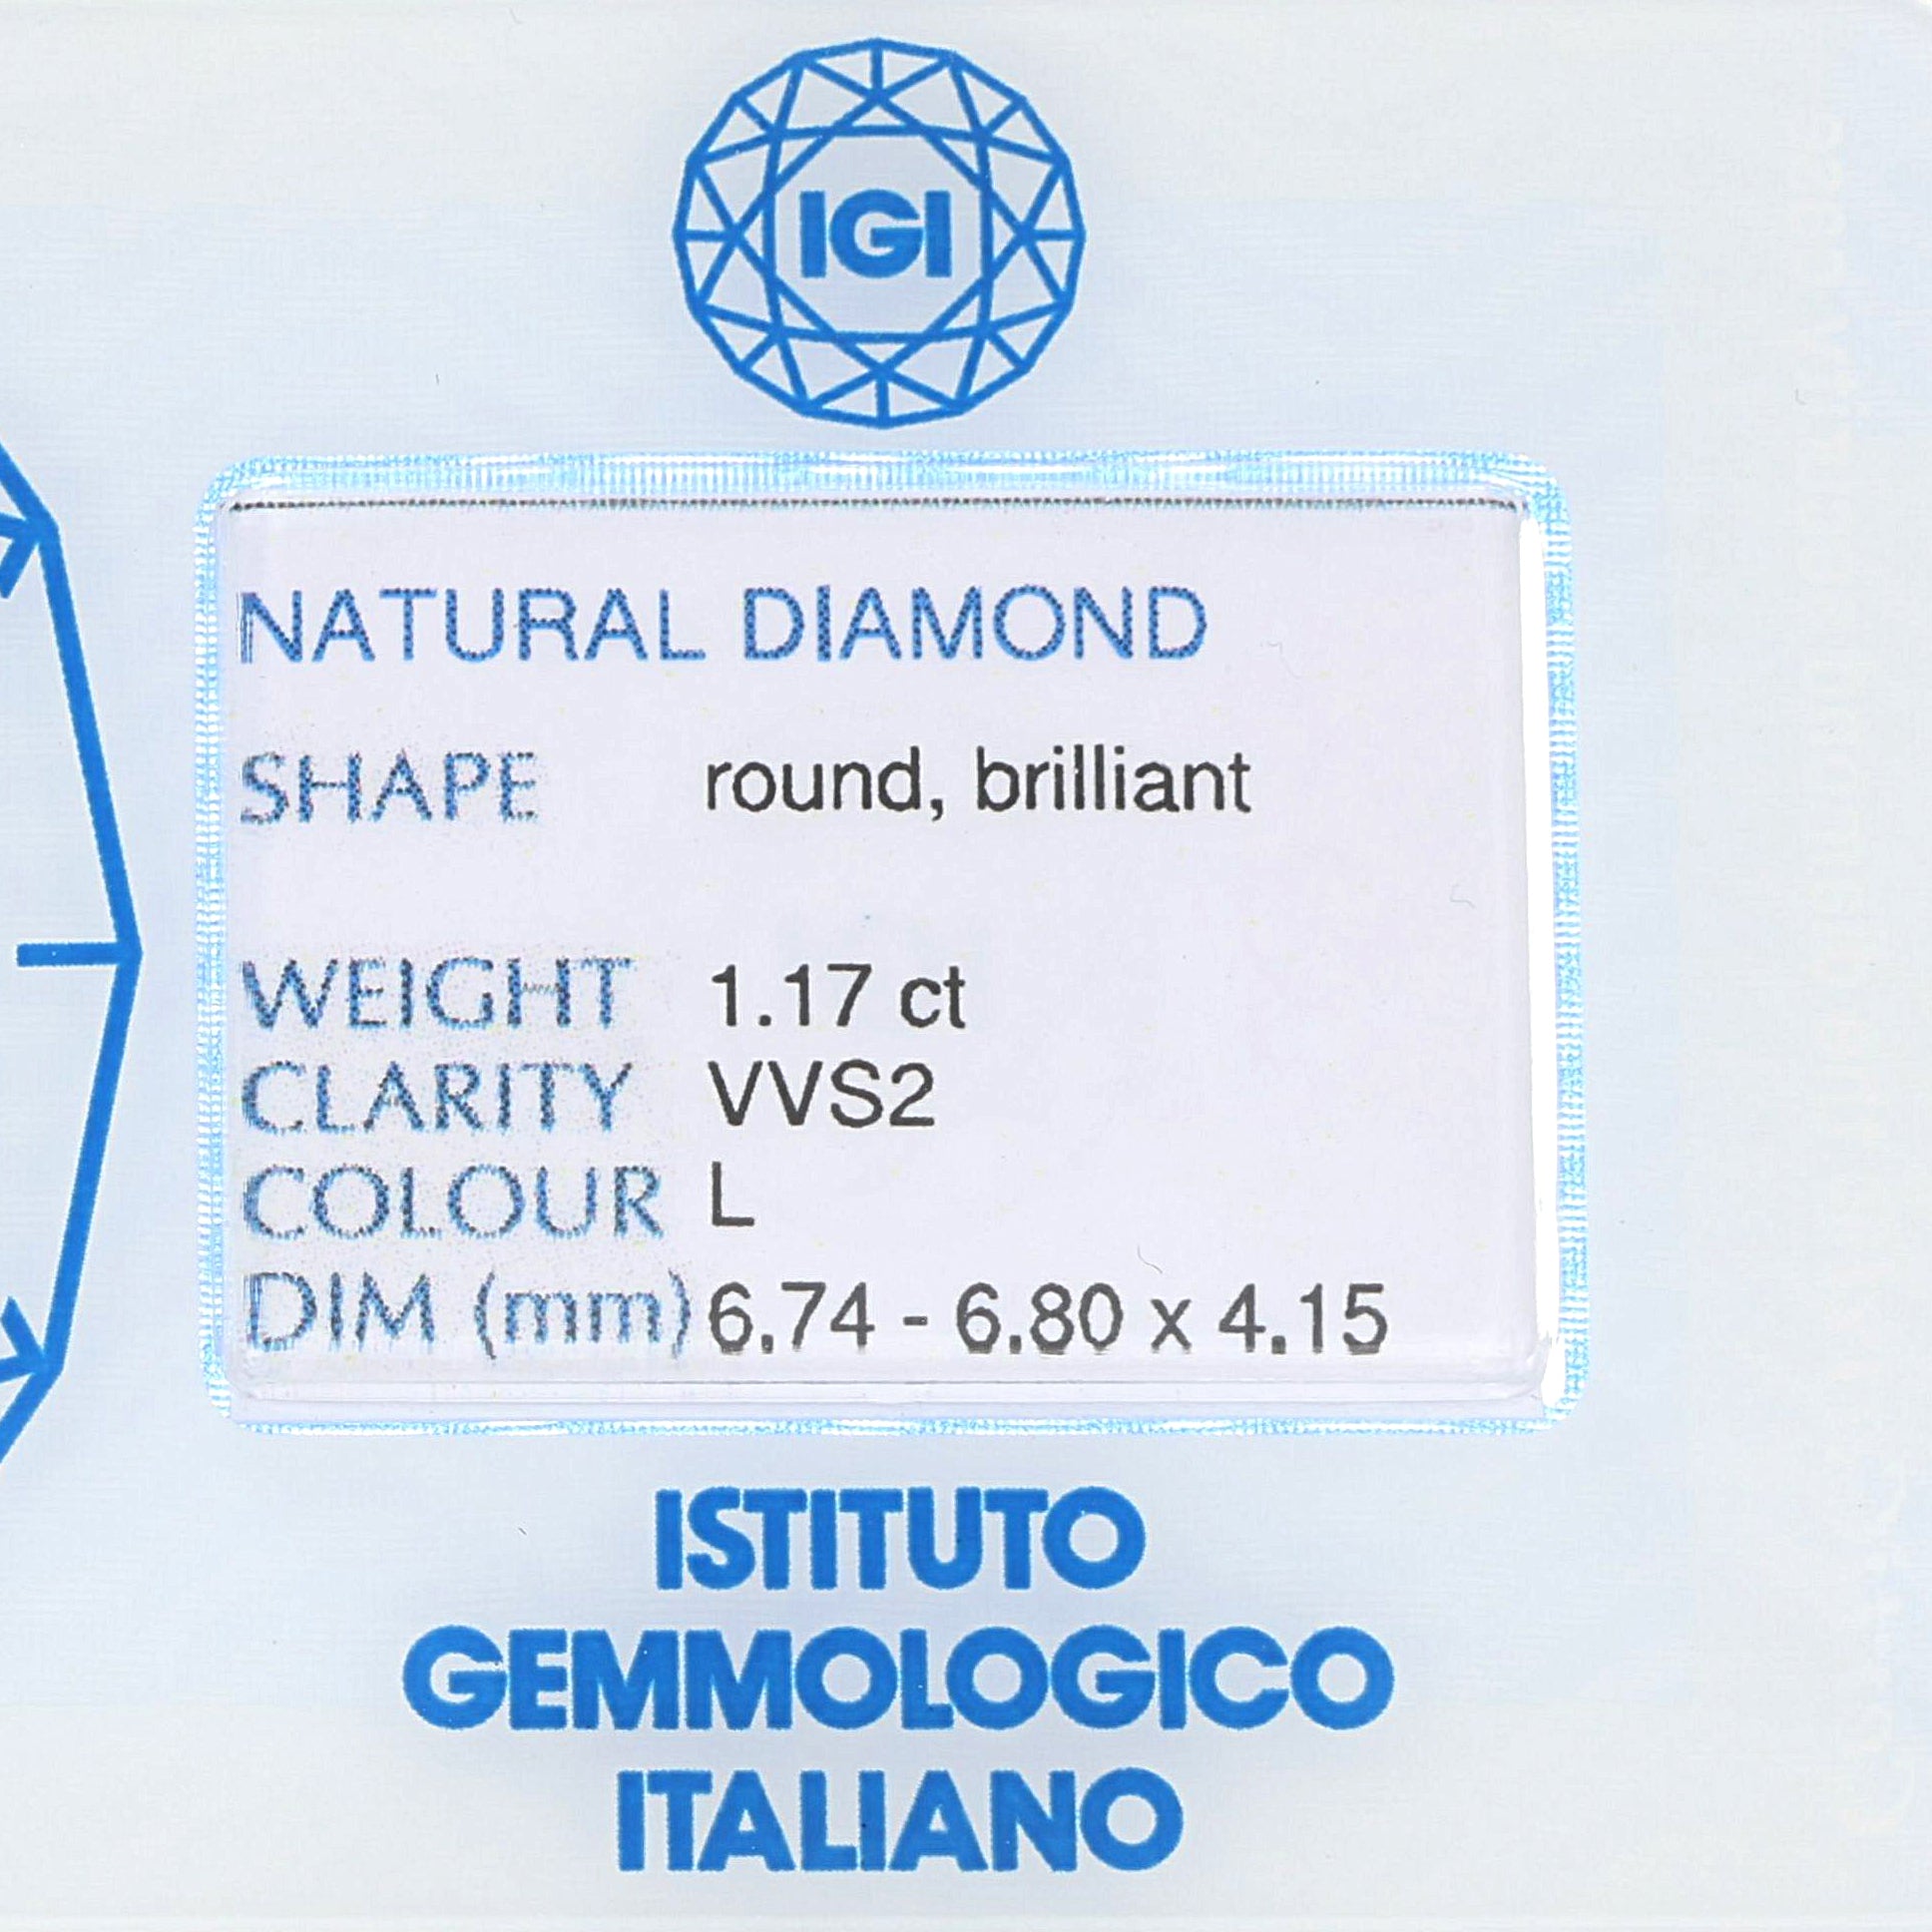 IGI
NATURAL DIAMOND
SHAPE round, brilliant
WEIGHT 1.17 ct
CLARITY VVS2
COLOUR L
DIM (mm) 6.74 - 6.80 x 4.15
ISTITUTO
GEMMOLOGICO
ITALIANO